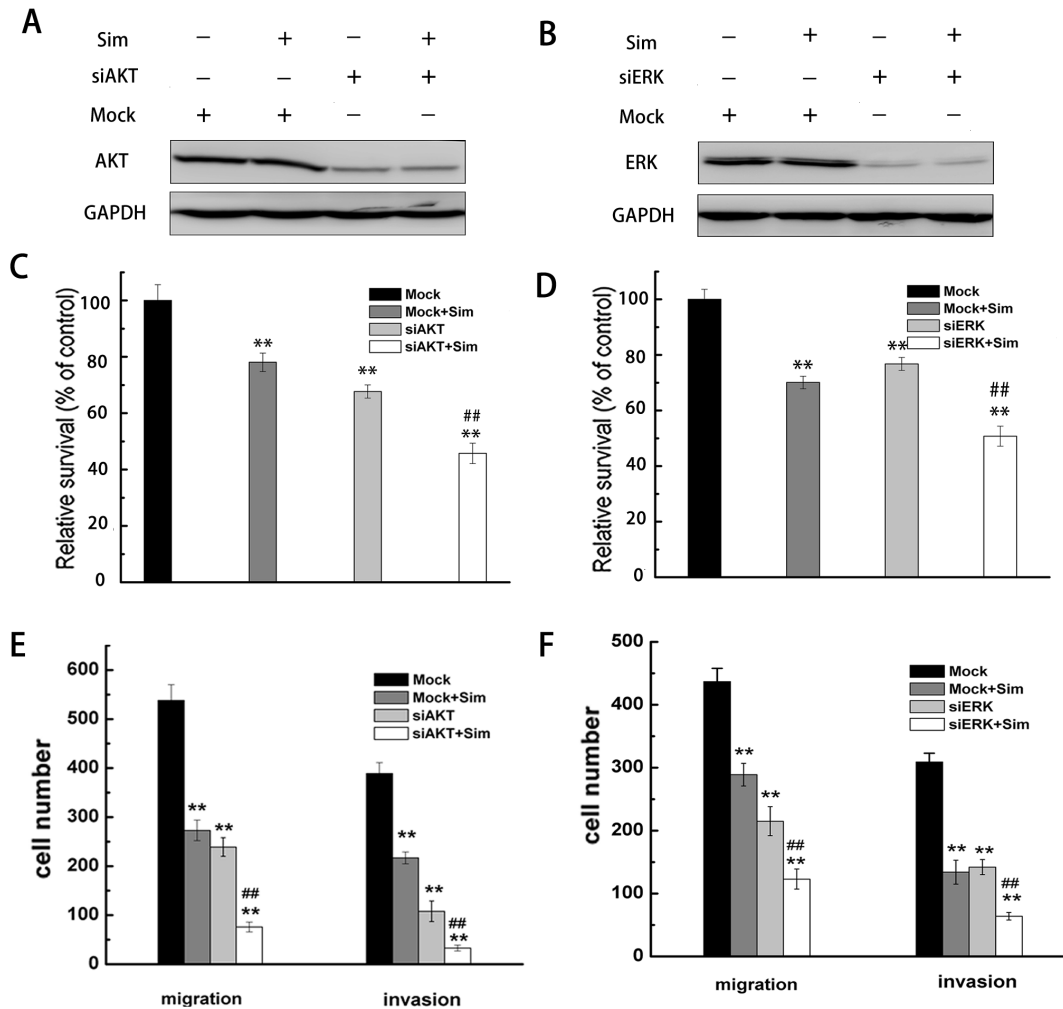 A
Sim − + − +
siAKT − − + +
Mock + + − −
AKT
GAPDH
B
Sim − + − +
siERK − − + +
Mock + + − −
ERK
GAPDH
C
Relative survival (% of control)
100
80
60
40
20
0
Mock
Mock+Sim
siAKT
siAKT+Sim
**
**
##
**
D
Relative survival (% of control)
100
80
60
40
20
0
Mock
Mock+Sim
siERK
siERK+Sim
**
**
##
**
E
cell number
600
500
400
300
200
100
0
Mock
Mock+Sim
siAKT
siAKT+Sim
**
**
##
**
**
**
##
**
migration
invasion
F
cell number
500
400
300
200
100
0
Mock
Mock+Sim
siERK
siERK+Sim
**
**
##
**
**
**
##
**
migration
invasion